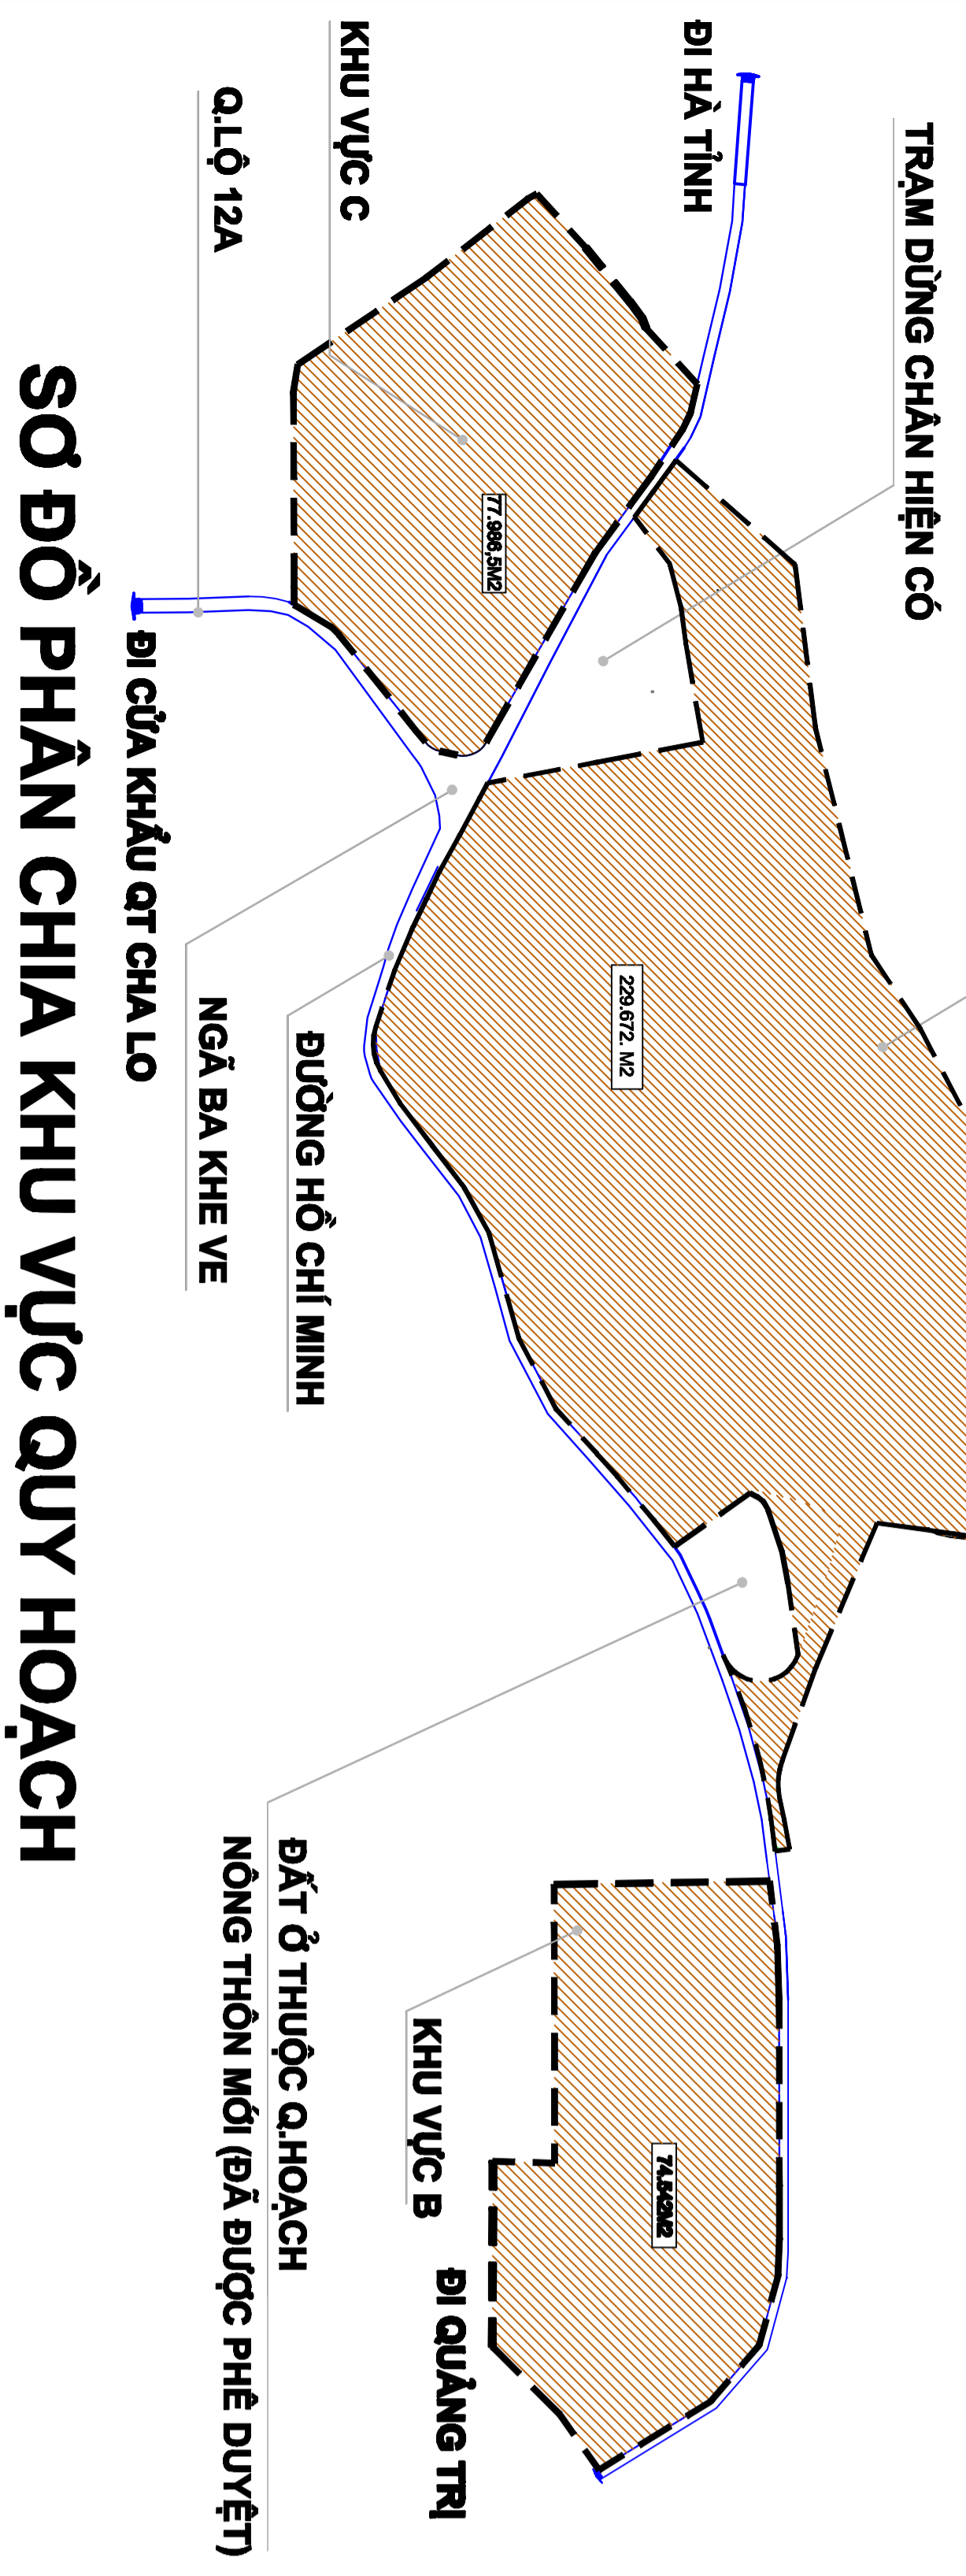 TRẠM DỪNG CHÂN HIỆN CÓ
ĐI HÀ TĨNH
77.986,5M2
KHU VỰC C
Q.LỘ 12A
229.672. M2
74.542M2
ĐI QUẢNG TRỊ
KHU VỰC B
ĐƯỜNG HỒ CHÍ MINH
ĐẤT Ở THUỘC Q.HOẠCH
NÔNG THÔN MỚI (ĐÃ ĐƯỢC PHÊ DUYỆT)
NGÃ BA KHE VE
ĐI CỬA KHẨU QT CHA LO
SƠ ĐỒ PHÂN CHIA KHU VỰC QUY HOẠCH